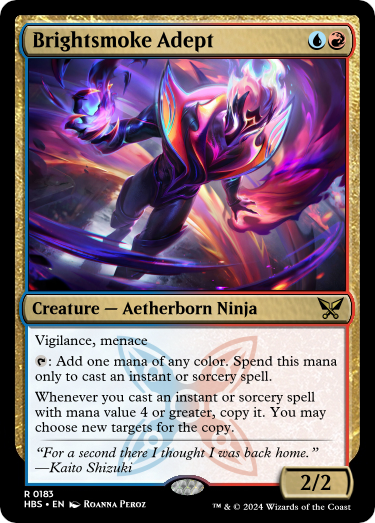 Brightsmoke Adept
Creature — Aetherborn Ninja
Vigilance, menace
: Add one mana of any color. Spend this mana
only to cast an instant or sorcery spell.
Whenever you cast an instant or sorcery spell
with mana value 4 or greater, copy it. You may
choose new targets for the copy.
“For a second there I thought I was back home.”
—Kaito Shizuki
2/2
R 0183
HBS • EN Roanna Peroz
™ & © 2024 Wizards of the Coast